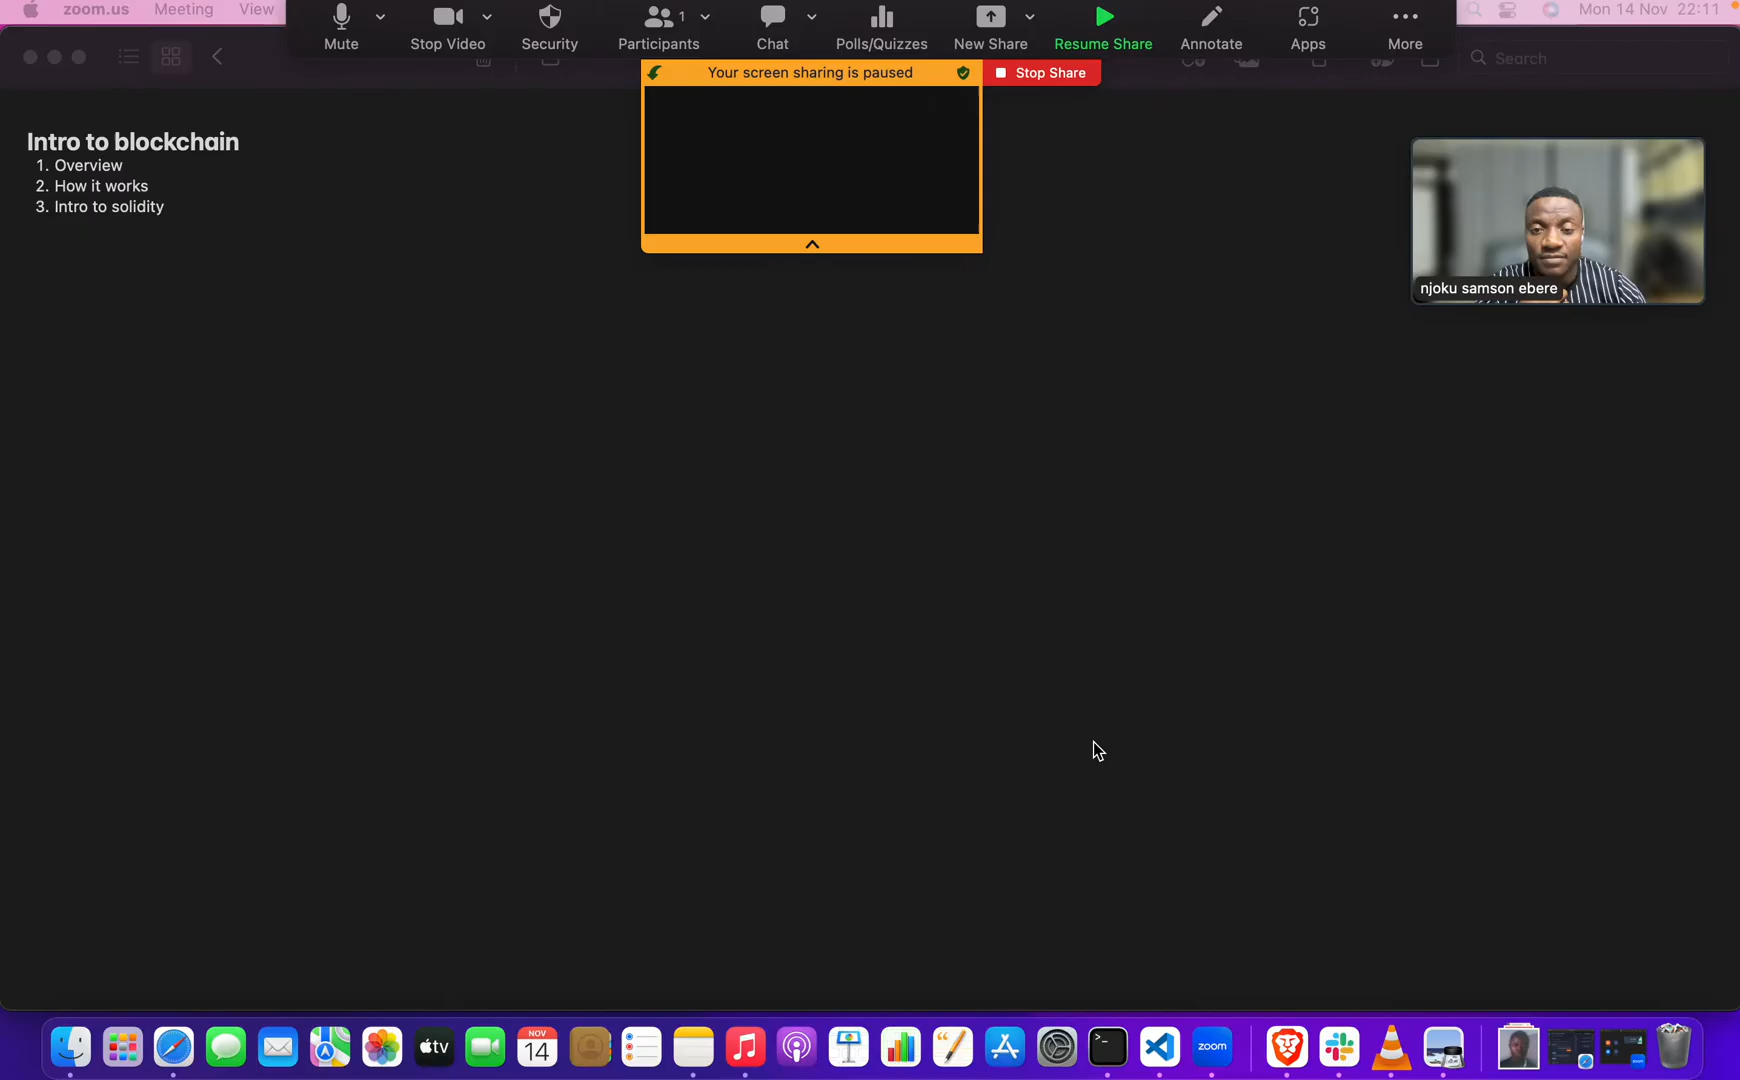 zoom.us Meeting View
Mon 14 Nov 22:11
Mute
Stop Video
Security
1
Participants
Chat
Polls/Quizzes
New Share
Resume Share
Annotate
Apps
More
Search
Your screen sharing is paused
Stop Share
Intro to blockchain
1. Overview
2. How it works
3. Intro to solidity
njoku samson ebere
tv
NOV
14
zoom